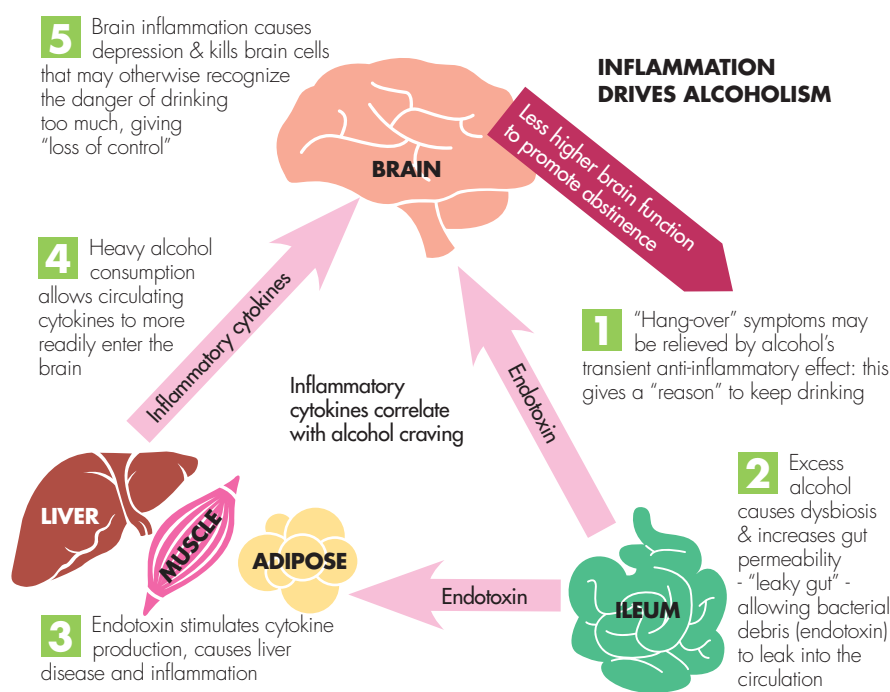 INFLAMMATION
DRIVES ALCOHOLISM
5 Brain inflammation causes
depression & kills brain cells
that may otherwise recognize
the danger of drinking
too much, giving
“loss of control”
BRAIN
Less higher brain function
to promote abstinence
4 Heavy alcohol
consumption
allows circulating
cytokines to more
readily enter the
brain
Inflammatory cytokines
Inflammatory
cytokines correlate
with alcohol craving
Endotoxin
1 “Hang-over” symptoms may
be relieved by alcohol’s
transient anti-inflammatory effect: this
gives a “reason” to keep drinking
2 Excess
alcohol
causes dysbiosis
& increases gut
permeability
- “leaky gut” -
allowing bacterial
debris (endotoxin)
to leak into the
circulation
LIVER
MUSCLE
ADIPOSE
Endotoxin
ILEUM
3 Endotoxin stimulates cytokine
production, causes liver
disease and inflammation